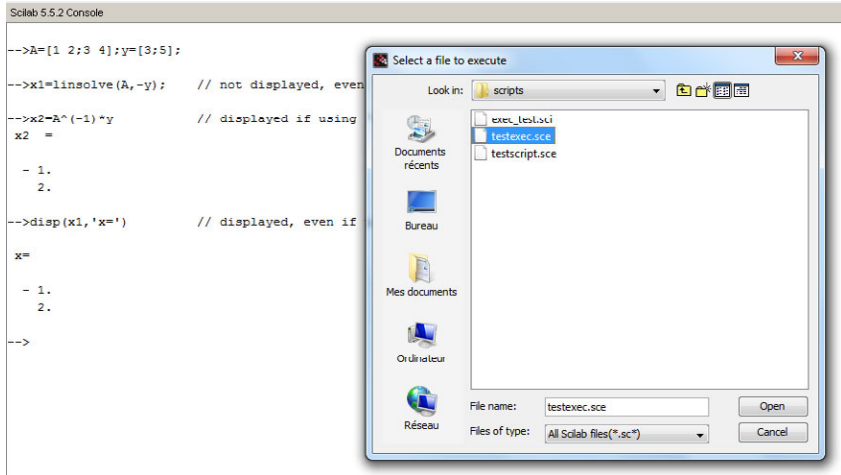 Scilab 5.5.2 Console
-->A=[1 2;3 4];y=[3;5];
-->x1=linsolve(A,-y);    // not displayed, even
-->x2=A^(-1)*y           // displayed if using
x2  =
- 1.
2.
-->disp(x1,'x=')         // displayed, even if
x=
- 1.
2.
-->
Select a file to execute
Look in:
scripts
exec_test.sci
testexec.sce
testscript.sce
Documents récents
Bureau
Mes documents
Ordinateur
Réseau
File name:
testexec.sce
Open
Files of type:
All Scilab files(*.sc*)
Cancel